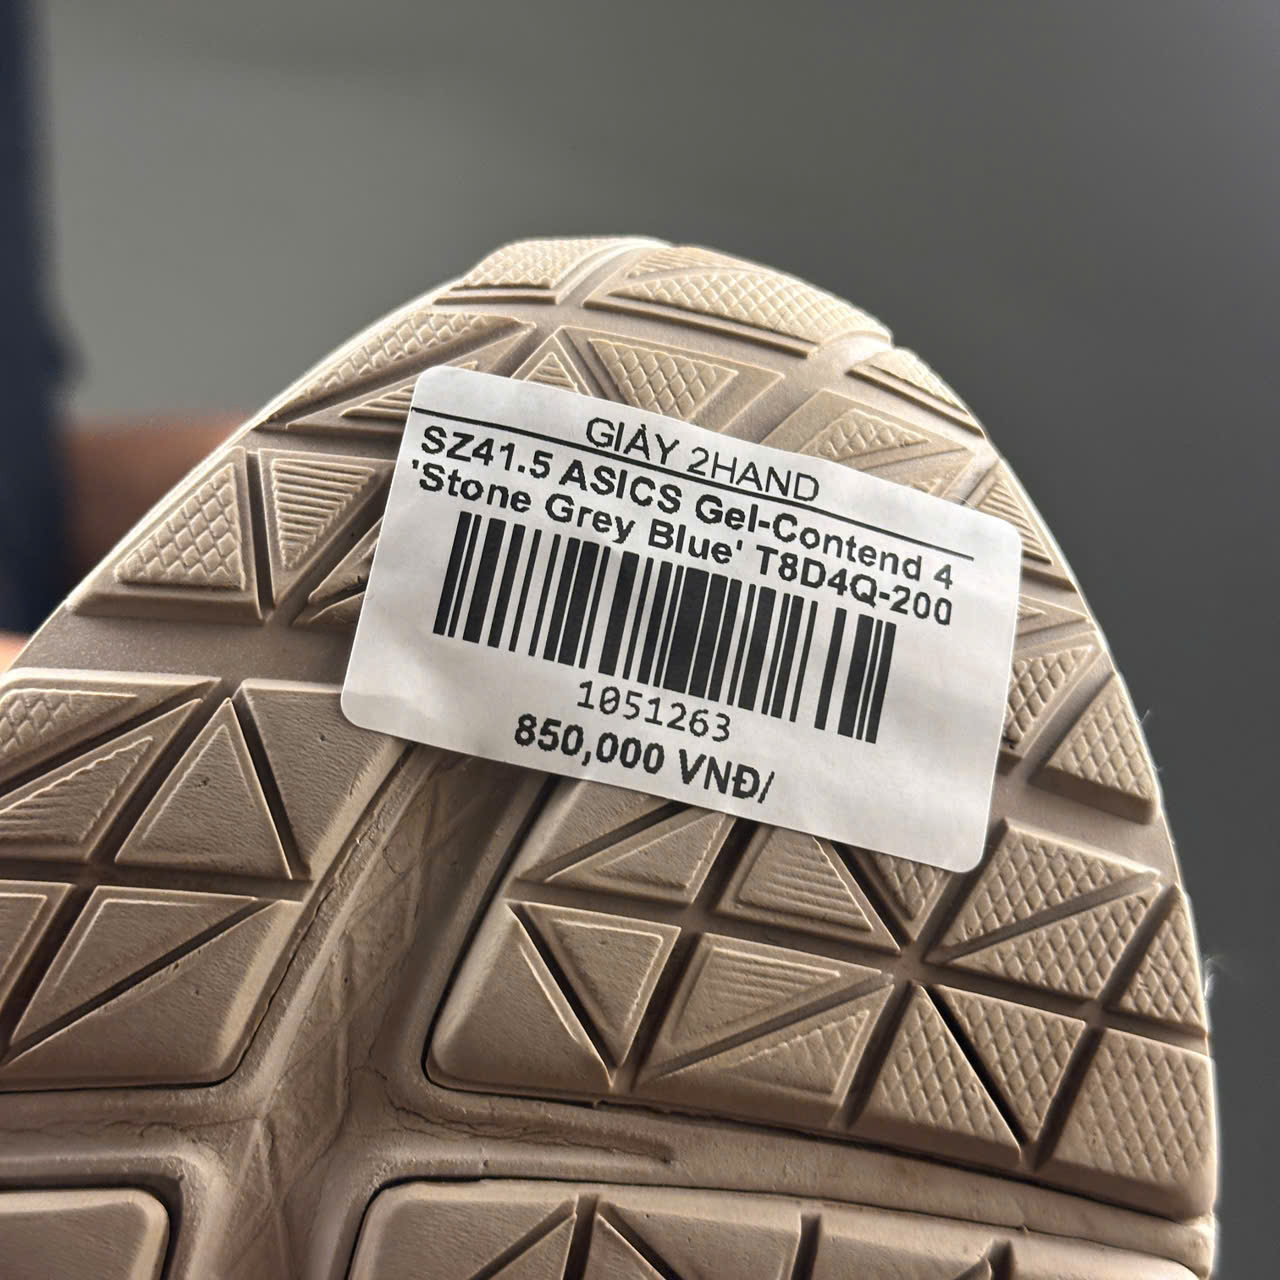 GIÀY 2HAND
SZ41.5 ASICS Gel-Contend 4
'Stone Grey Blue' T8D4Q-200
1051263
850,000 VNĐ/